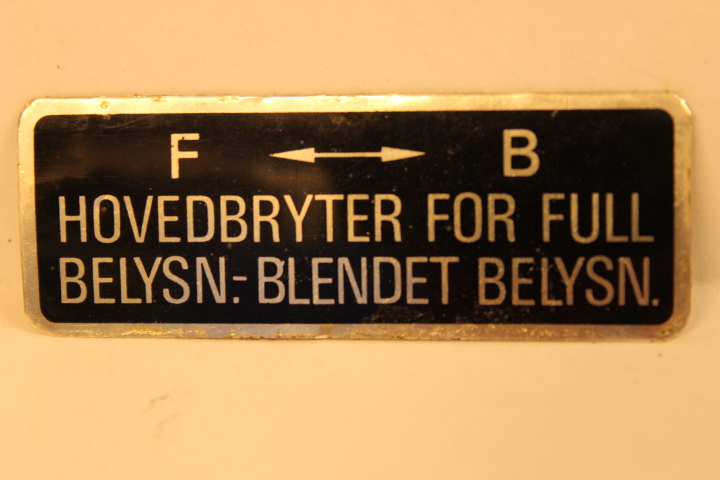 F ↔ B
HOVEDBRYTER FOR FULL
BELYSN.-BLENDET BELYSN.